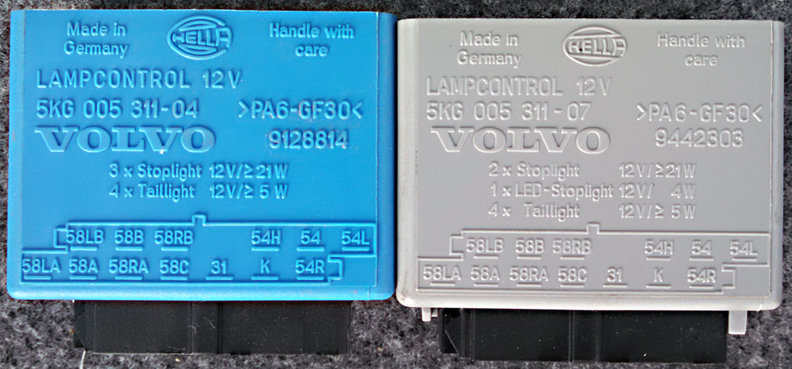 Made in Germany
HELLA
Handle with care
LAMPCONTROL 12V
5KG 005 311-04 >PA6-GF30<
VOLVO 9128814
3 x Stoplight 12V/≥21W
4 x Taillight 12V/≥ 5 W
58LB 58B 58RB 54H 54 54L
58LA 58A 58RA 58C 31 K 54R
Made in Germany
HELLA
Handle with care
LAMPCONTROL 12V
5KG 005 311-07 >PA6-GF30<
VOLVO 9442303
2 x Stoplight 12V/≥21W
1 x LED-Stoplight 12V/ 4W
4 x Taillight 12V/≥ 5W
58LB 58B 58RB 54H 54 54L
58LA 58A 58RA 58C 31 K 54R